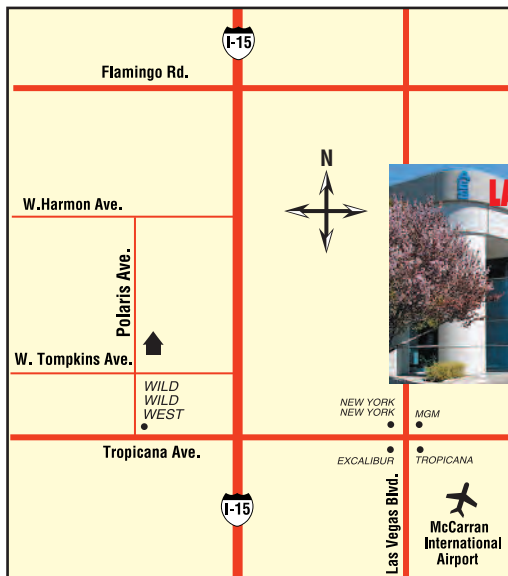 I-15
Flamingo Rd.
N
W.Harmon Ave.
LA
Polaris Ave.
W. Tompkins Ave.
WILD
WILD
WEST
NEW YORK
NEW YORK
MGM
Tropicana Ave.
EXCALIBUR
TROPICANA
Las Vegas Blvd.
I-15
McCarran
International
Airport